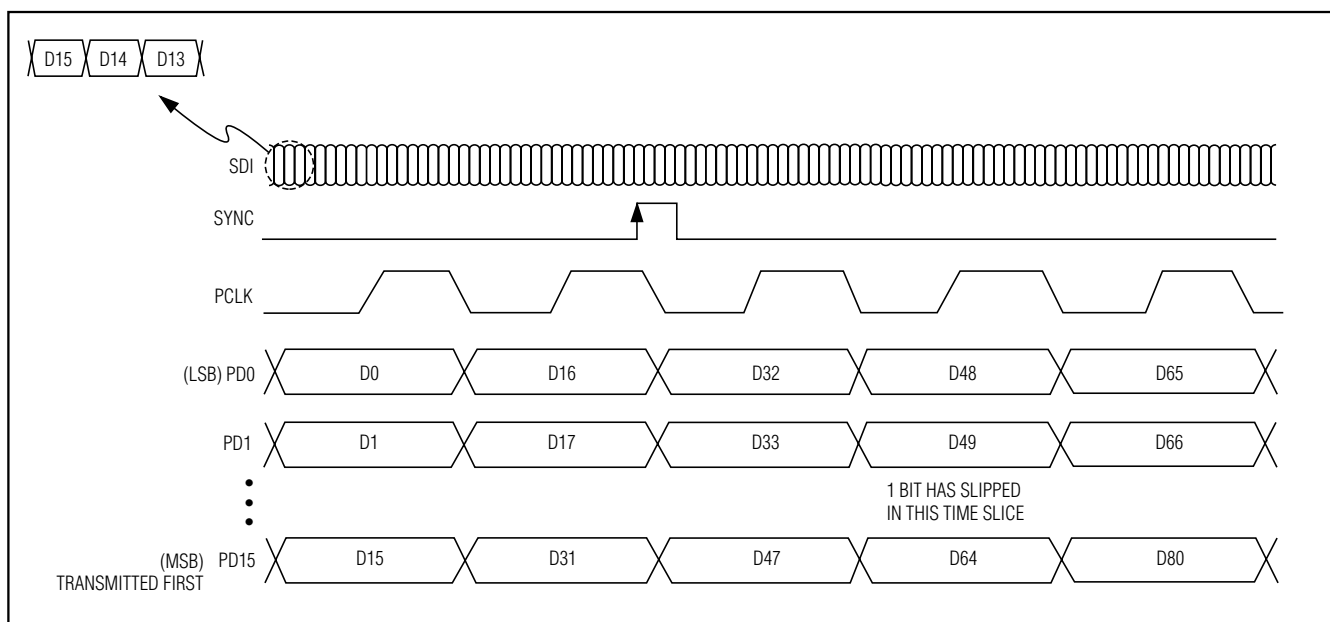 D15 D14 D13
SDI
SYNC
PCLK
(LSB) PD0 D0 D16 D32 D48 D65
PD1 D1 D17 D33 D49 D66
1 BIT HAS SLIPPED
IN THIS TIME SLICE
(MSB) PD15 D15 D31 D47 D64 D80
TRANSMITTED FIRST